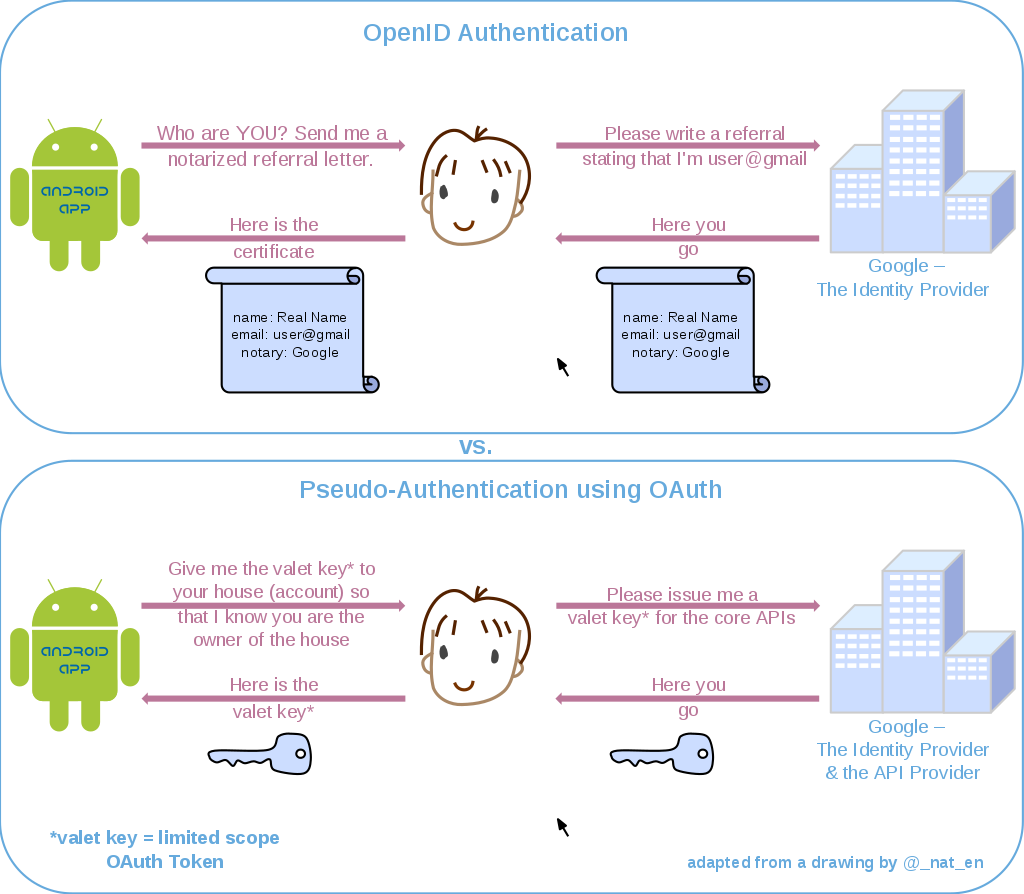 OpenID Authentication
Who are YOU? Send me a
notarized referral letter.
Please write a referral
stating that I'm user@gmail
ANDROID
APP
Here is the
certificate
Here you
go
Google –
The Identity Provider
name: Real Name
email: user@gmail
notary: Google
name: Real Name
email: user@gmail
notary: Google
vs.
Pseudo-Authentication using OAuth
Give me the valet key* to
your house (account) so
that I know you are the
owner of the house
Please issue me a
valet key* for the core APIs
ANDROID
APP
Here is the
valet key*
Here you
go
Google –
The Identity Provider
& the API Provider
*valet key = limited scope
OAuth Token
adapted from a drawing by @_nat_en